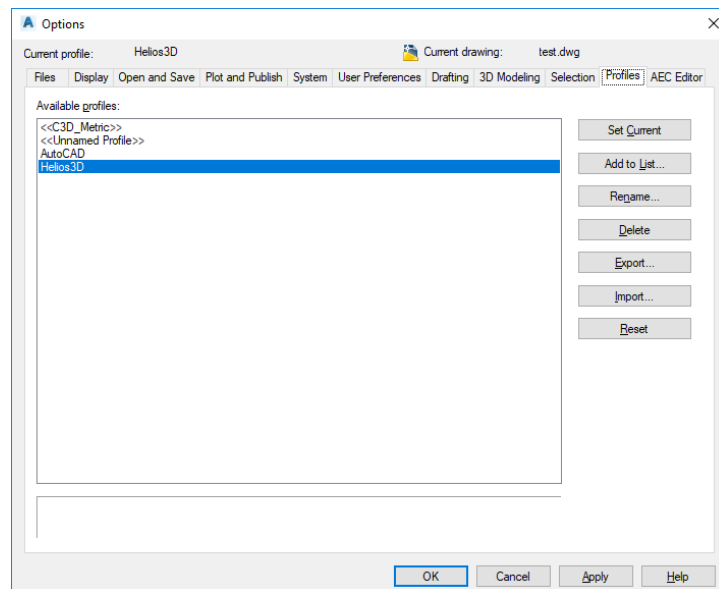 Options
Current profile: Helios3D Current drawing: test.dwg
Files Display Open and Save Plot and Publish System User Preferences Drafting 3D Modeling Selection Profiles AEC Editor
Available profiles:
<<C3D_Metric>>
<<Unnamed Profile>>
AutoCAD
Helios3D
Set Current
Add to List...
Rename...
Delete
Export...
Import...
Reset
OK Cancel Apply Help